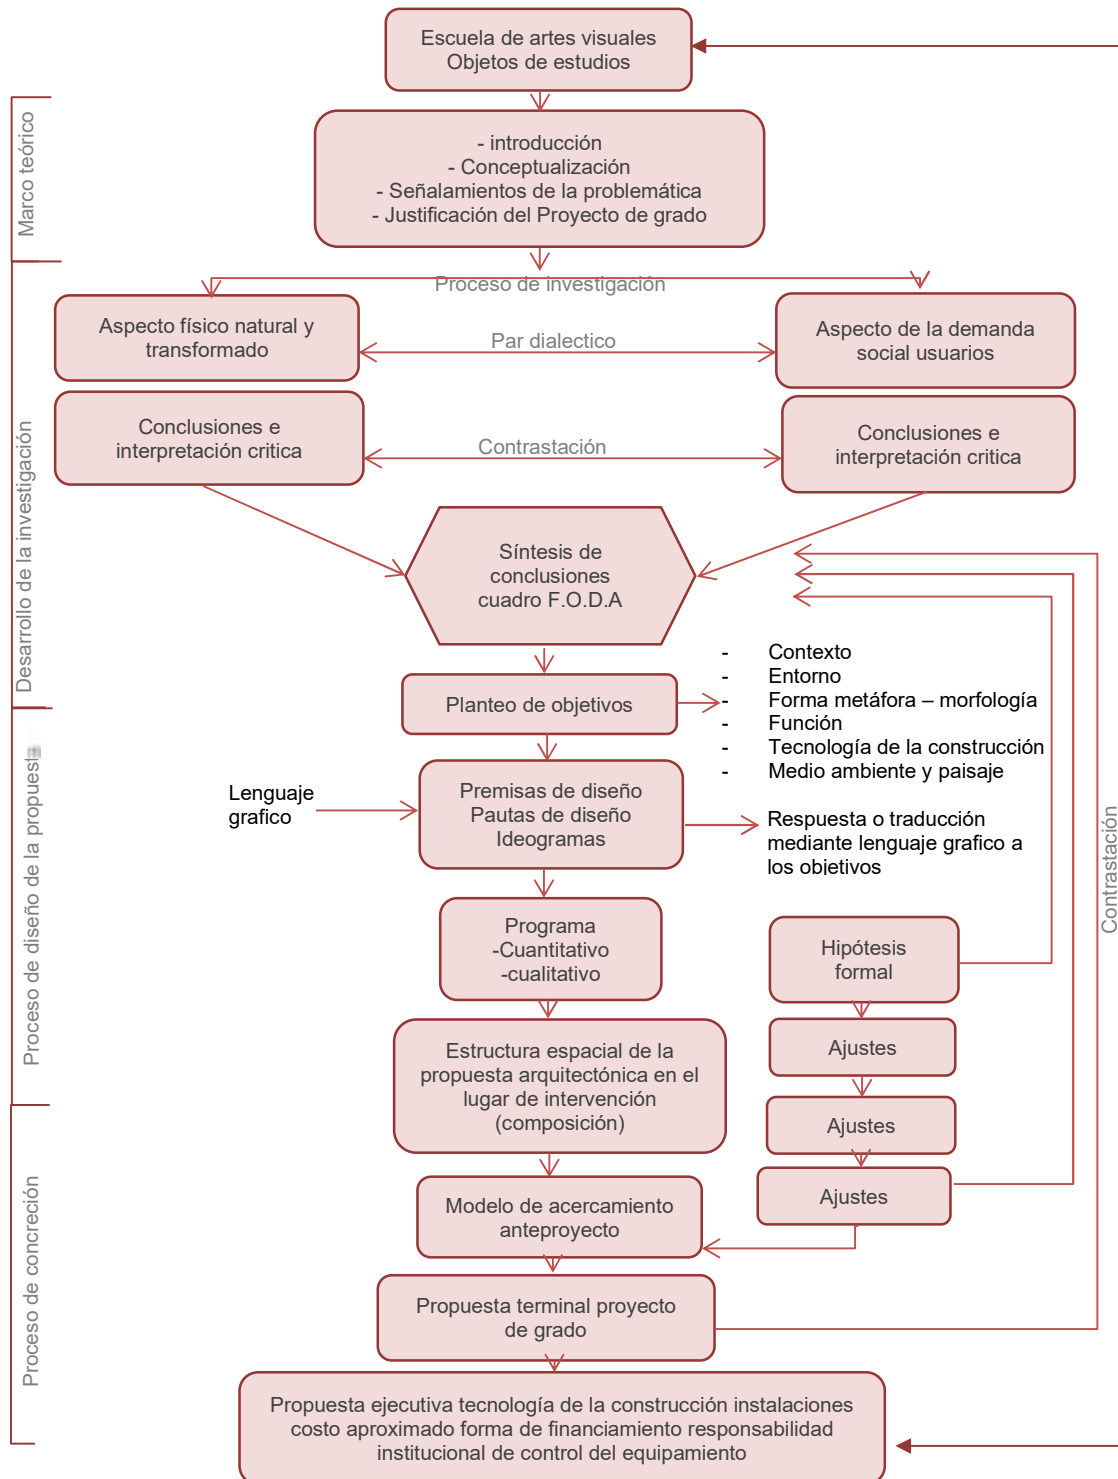 Escuela de artes visuales
Objetos de estudios
Marco teórico
- introducción
- Conceptualización
- Señalamientos de la problemática
- Justificación del Proyecto de grado
Proceso de investigación
Desarrollo de la investigación
Aspecto físico natural y
transformado
Par dialectico
Aspecto de la demanda
social usuarios
Conclusiones e
interpretación critica
Contrastación
Conclusiones e
interpretación critica
Síntesis de
conclusiones
cuadro F.O.D.A
Planteo de objetivos
- Contexto
- Entorno
- Forma metáfora – morfología
- Función
- Tecnología de la construcción
- Medio ambiente y paisaje
Proceso de diseño de la propuesta
Lenguaje
grafico
Premisas de diseño
Pautas de diseño
Ideogramas
Respuesta o traducción
mediante lenguaje grafico a
los objetivos
Contrastación
Programa
-Cuantitativo
-cualitativo
Hipótesis
formal
Estructura espacial de la
propuesta arquitectónica en el
lugar de intervención
(composición)
Ajustes
Ajustes
Ajustes
Proceso de concreción
Modelo de acercamiento
anteproyecto
Propuesta terminal proyecto
de grado
Propuesta ejecutiva tecnología de la construcción instalaciones
costo aproximado forma de financiamiento responsabilidad
institucional de control del equipamiento